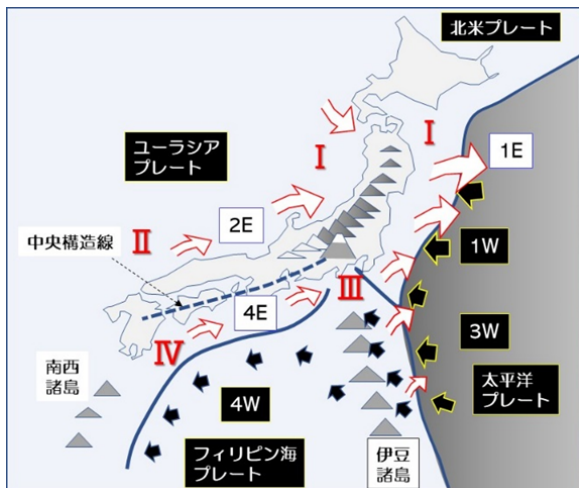 北米プレート
I
I
1E
ユーラシア
プレート
II
2E
中央構造線
1W
III
4E
IV
3W
南西
諸島
4W
太平洋
プレート
フィリピン海
プレート
伊豆
諸島